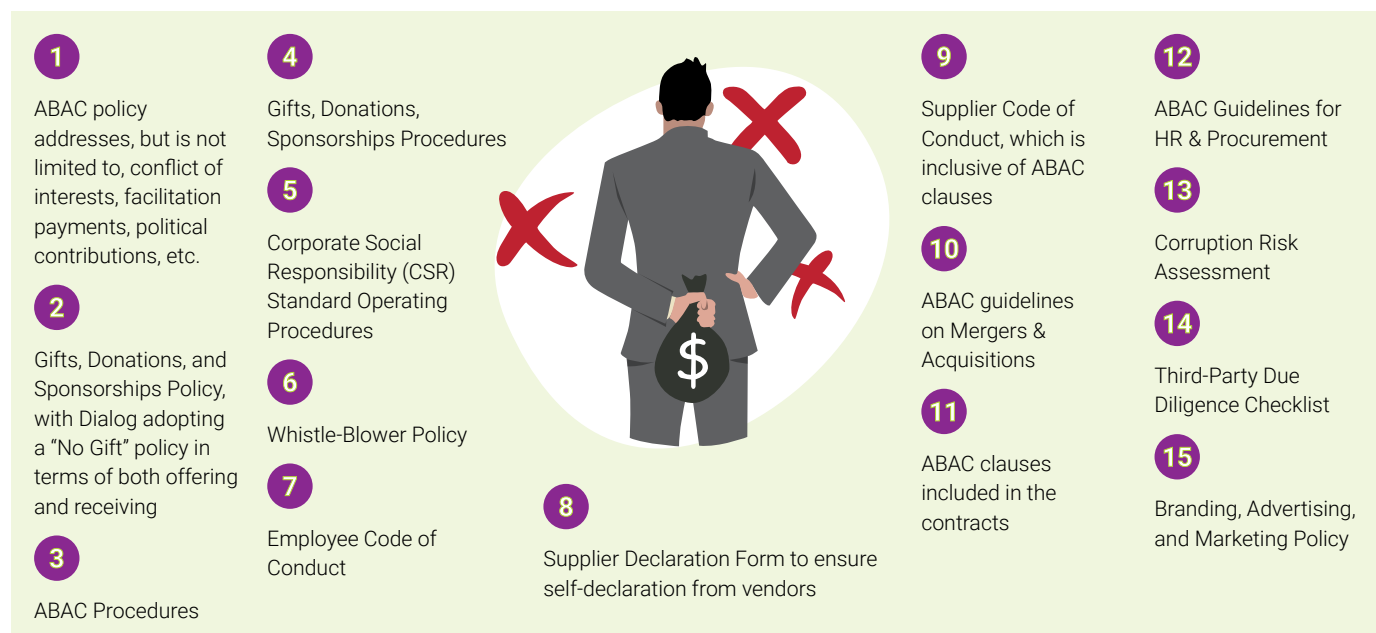 1
ABAC policy
addresses, but is not
limited to, conflict of
interests, facilitation
payments, political
contributions, etc.
2
Gifts, Donations, and
Sponsorships Policy,
with Dialog adopting
a “No Gift” policy in
terms of both offering
and receiving
3
ABAC Procedures
4
Gifts, Donations,
Sponsorships Procedures
5
Corporate Social
Responsibility (CSR)
Standard Operating
Procedures
6
Whistle-Blower Policy
7
Employee Code of
Conduct
$
8
Supplier Declaration Form to ensure
self-declaration from vendors
9
Supplier Code of
Conduct, which is
inclusive of ABAC
clauses
10
ABAC guidelines
on Mergers &
Acquisitions
11
ABAC clauses
included in the
contracts
12
ABAC Guidelines for
HR & Procurement
13
Corruption Risk
Assessment
14
Third-Party Due
Diligence Checklist
15
Branding, Advertising,
and Marketing Policy